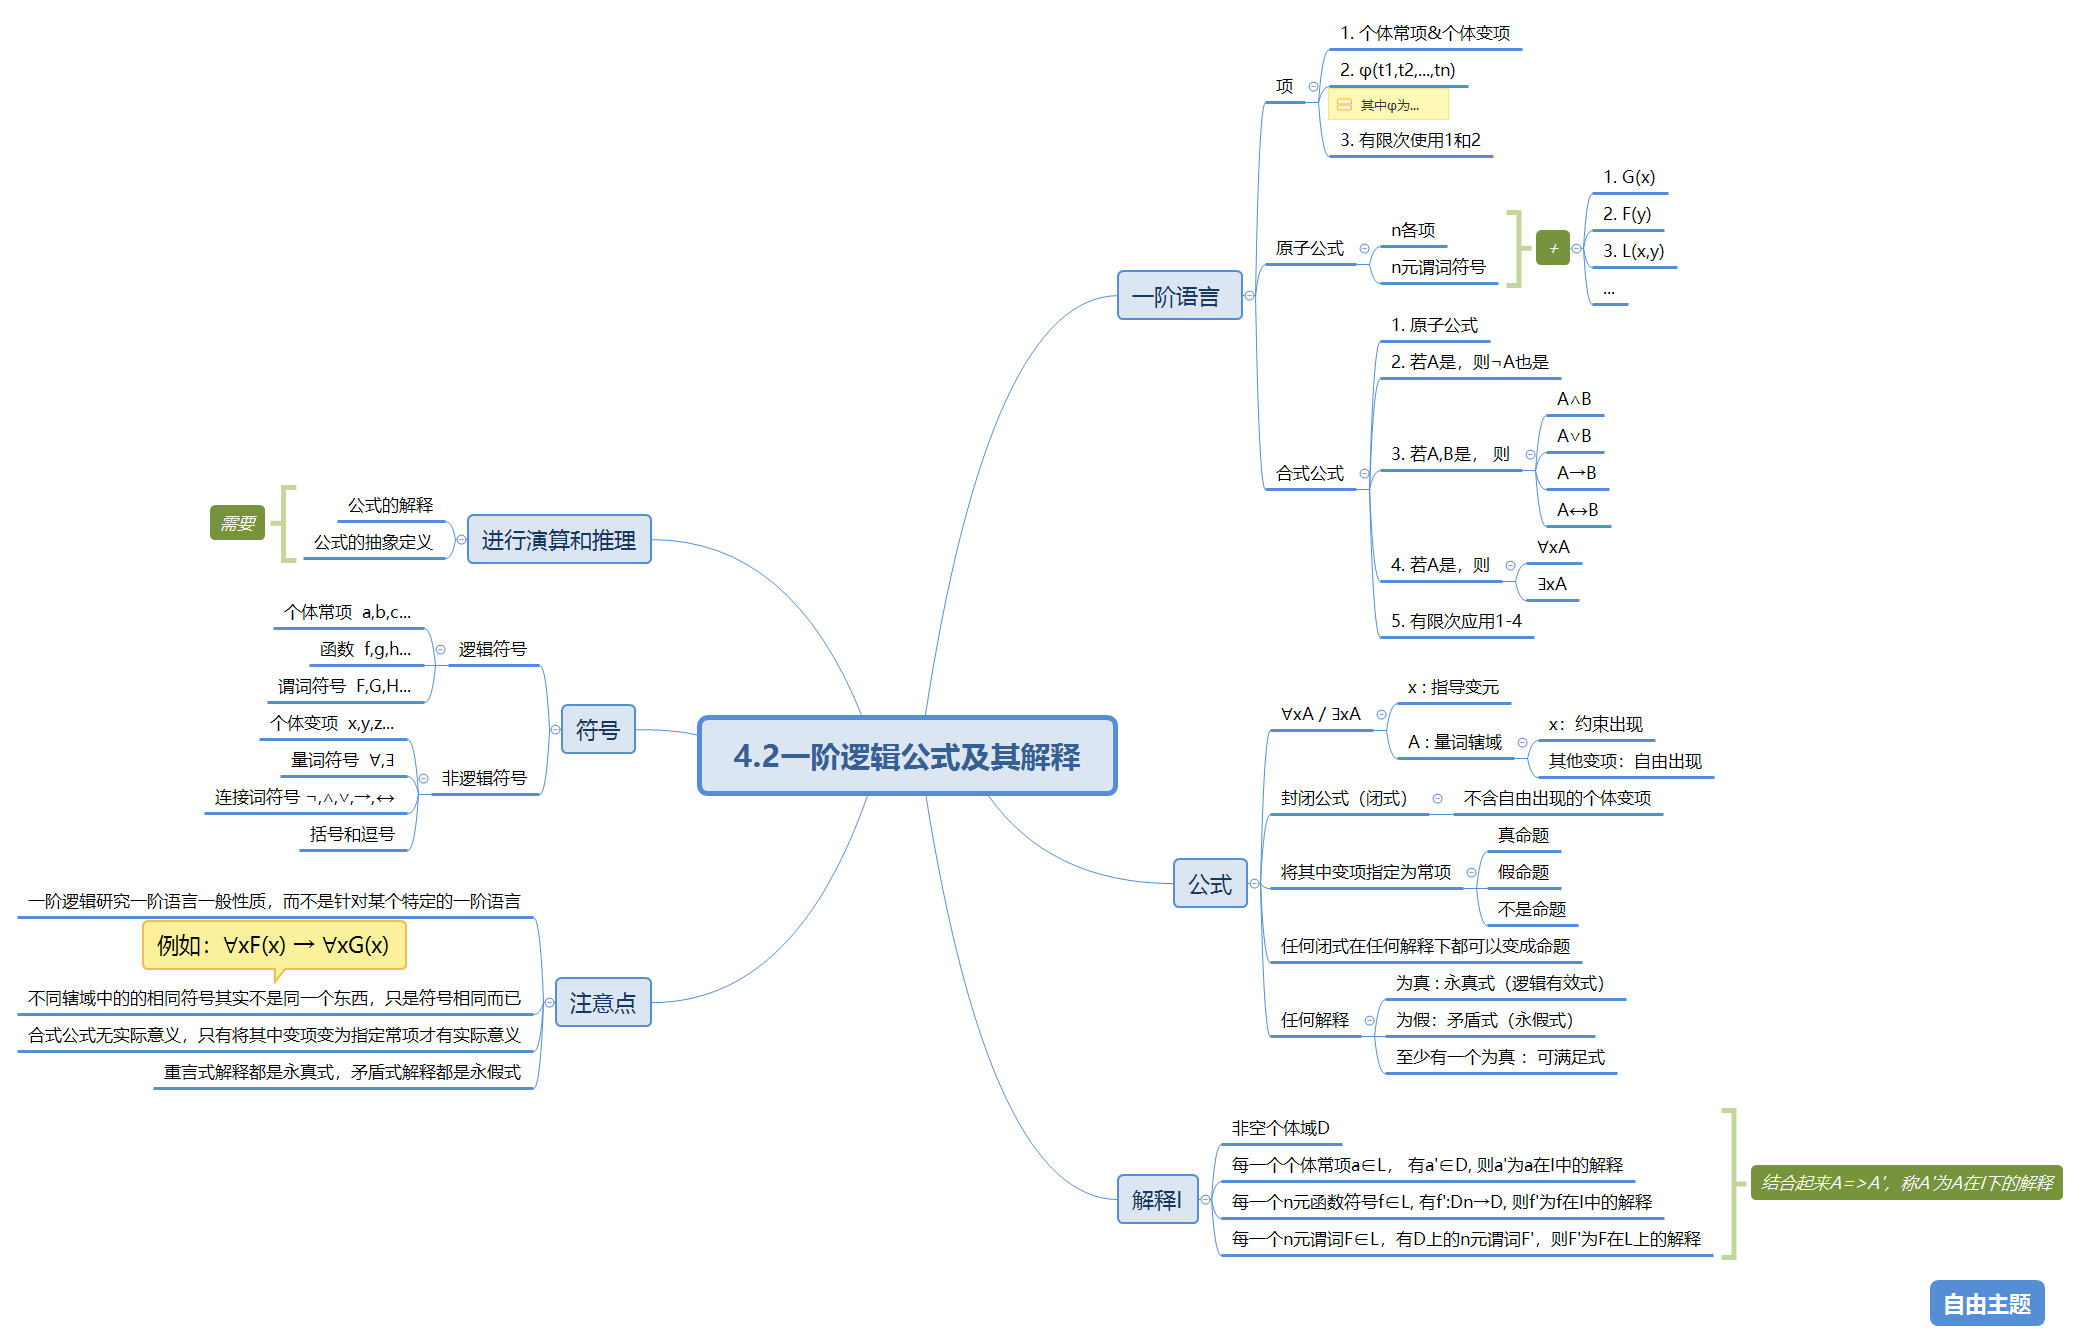 4.2一阶逻辑公式及其解释
一阶语言
项
1. 个体常项&个体变项
2. φ(t1,t2,...,tn)
其中φ为...
3. 有限次使用1和2
原子公式
n各项
n元谓词符号
+
1. G(x)
2. F(y)
3. L(x,y)
...
合式公式
1. 原子公式
2. 若A是，则¬A也是
3. 若A,B是， 则
A∧B
A∨B
A→B
A↔B
4. 若A是，则
∀xA
∃xA
5. 有限次应用1-4
公式
∀xA / ∃xA
x : 指导变元
A : 量词辖域
x：约束出现
其他变项：自由出现
封闭公式（闭式）
不含自由出现的个体变项
将其中变项指定为常项
真命题
假命题
不是命题
任何闭式在任何解释下都可以变成命题
任何解释
为真 : 永真式（逻辑有效式）
为假：矛盾式（永假式）
至少有一个为真 ：可满足式
解释I
非空个体域D
每一个个体常项a∈L， 有a'∈D, 则a'为a在I中的解释
每一个n元函数符号f∈L, 有f':Dn→D, 则f'为f在I中的解释
每一个n元谓词F∈L，有D上的n元谓词F'，则F'为F在L上的解释
结合起来A=>A'，称A'为A在I下的解释
进行演算和推理
公式的解释
公式的抽象定义
需要
符号
逻辑符号
个体常项  a,b,c...
函数  f,g,h...
谓词符号  F,G,H...
非逻辑符号
个体变项  x,y,z...
量词符号  ∀,∃
连接词符号 ¬,∧,∨,→,↔
括号和逗号
注意点
一阶逻辑研究一阶语言一般性质，而不是针对某个特定的一阶语言
例如：∀xF(x) → ∀xG(x)
不同辖域中的的相同符号其实不是同一个东西，只是符号相同而已
合式公式无实际意义，只有将其中变项变为指定常项才有实际意义
重言式解释都是永真式，矛盾式解释都是永假式
自由主题